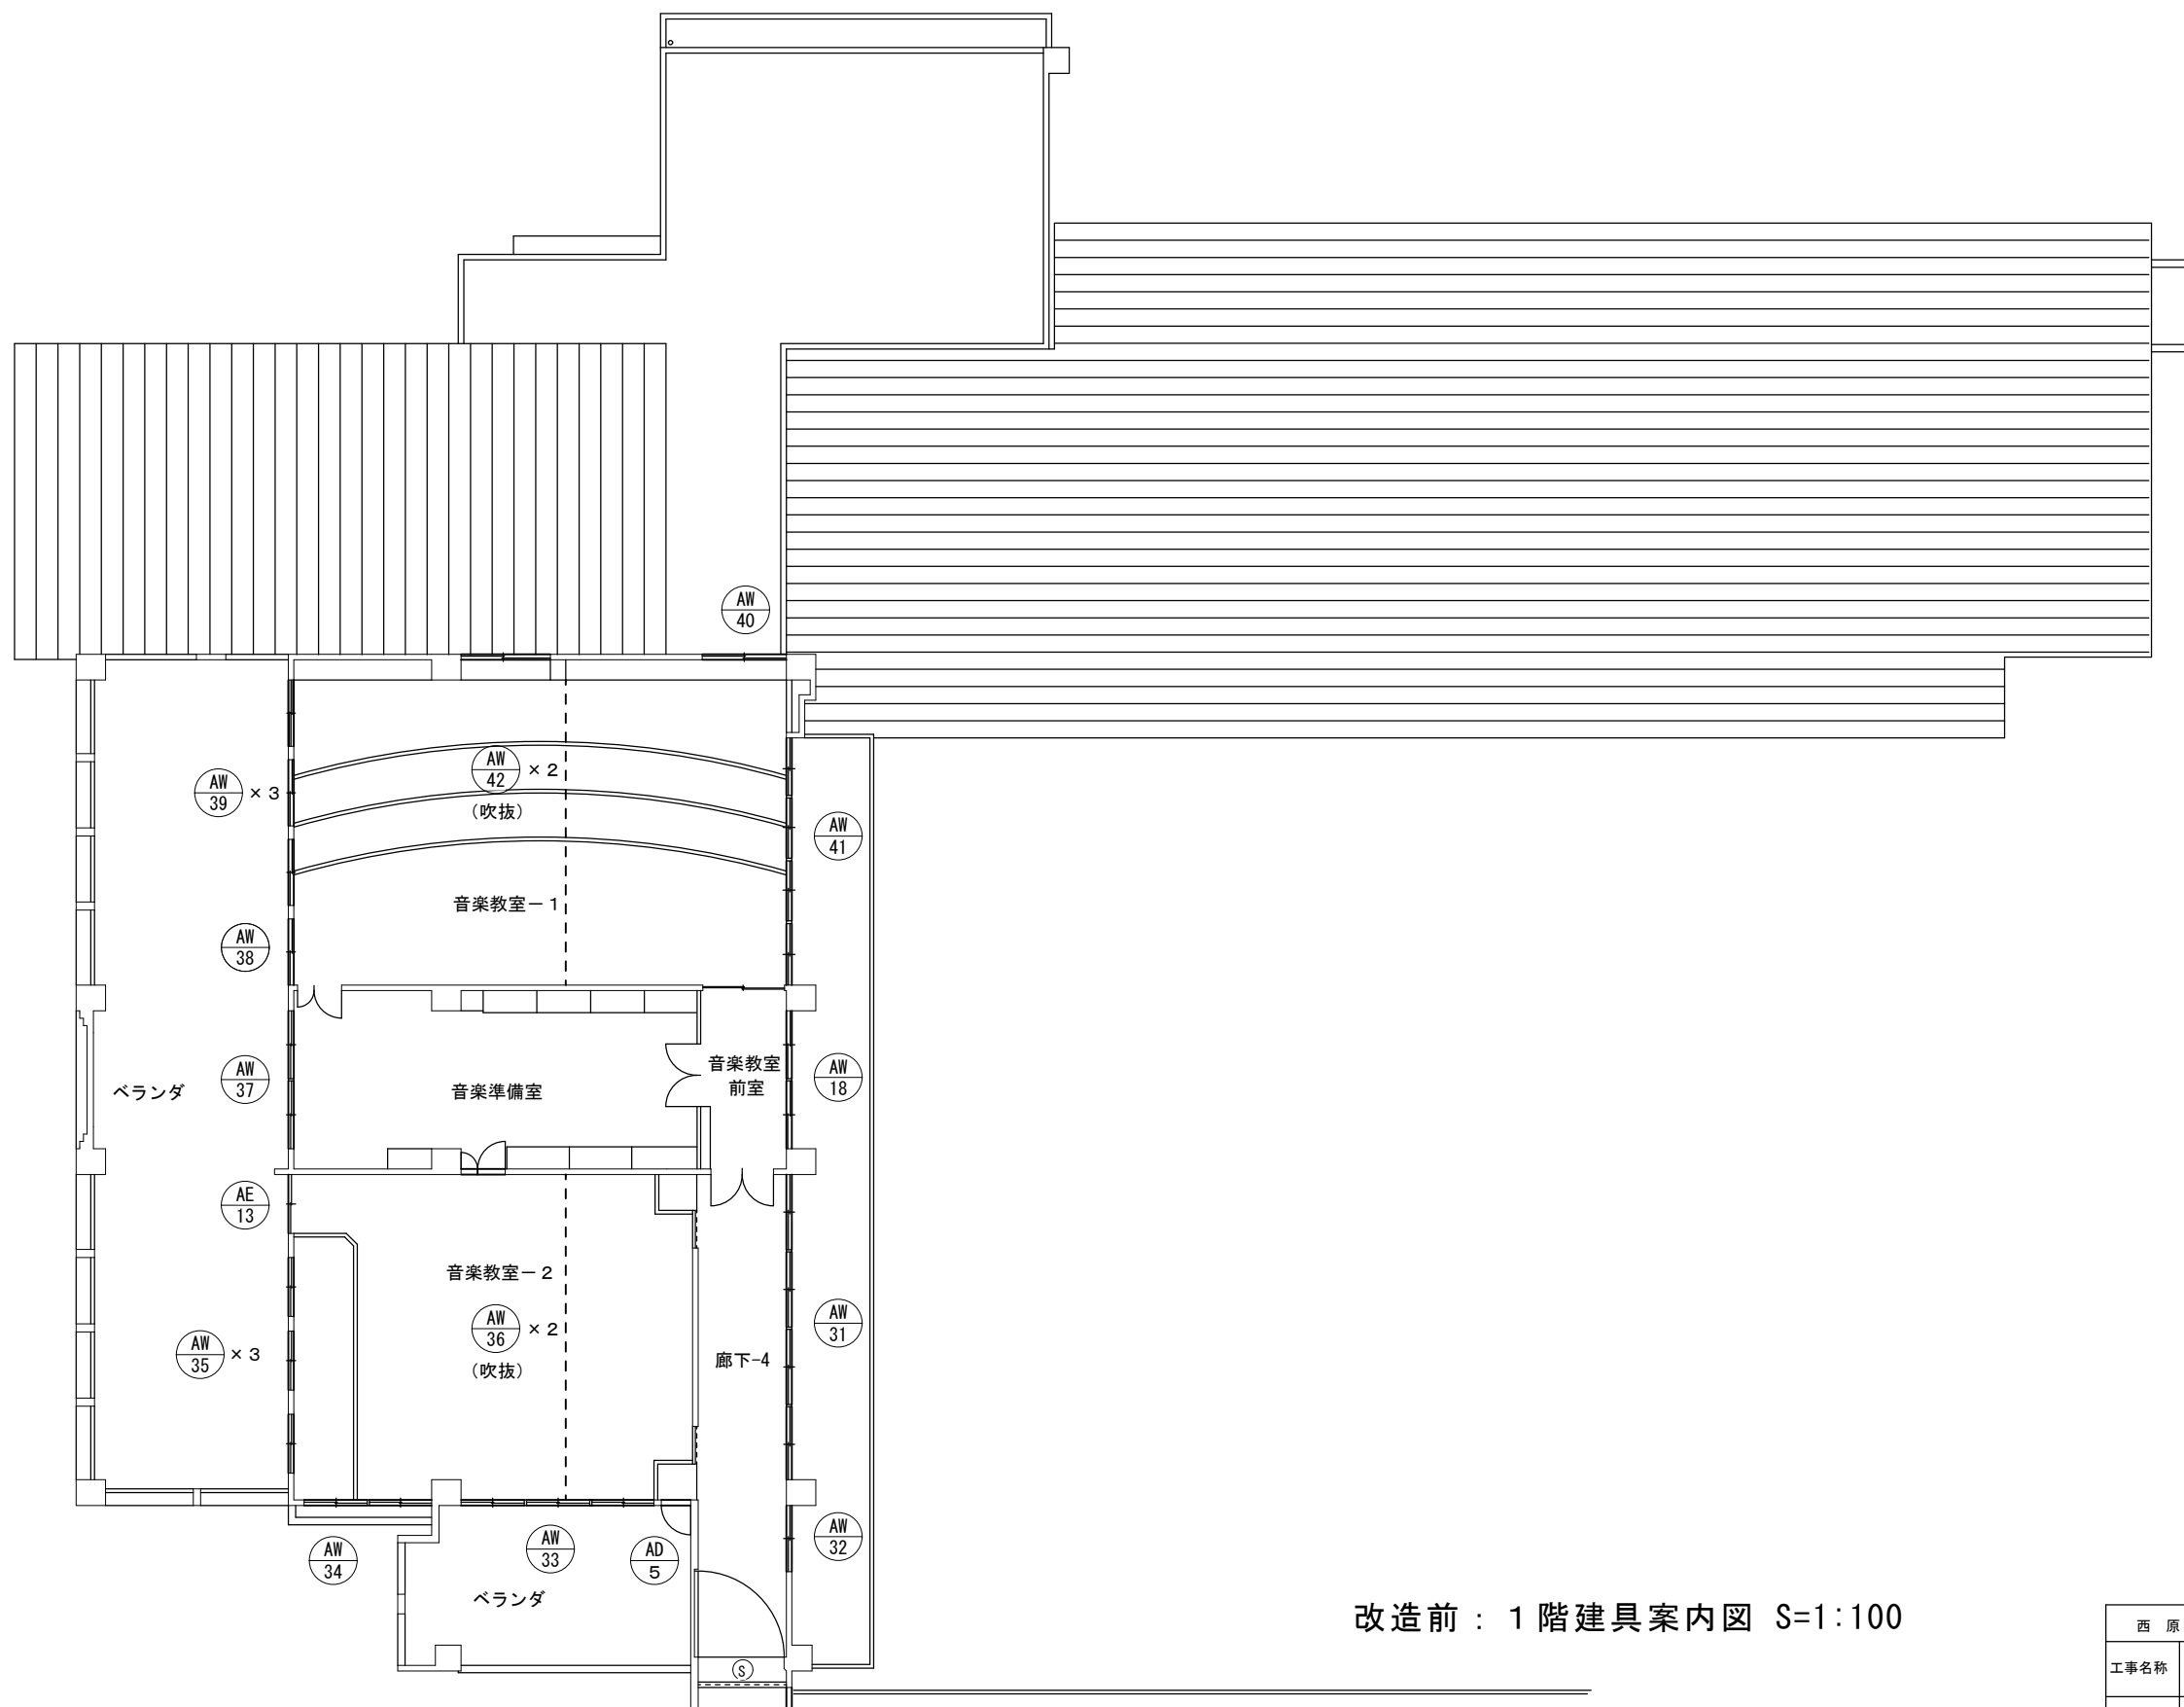 AW
40
AW
42
×2
(吹抜)
AW
39
×3
AW
41
音楽教室－1
AW
38
音楽教室
前室
AW
37
AW
18
ベランダ
音楽準備室
AE
13
音楽教室－2
AW
36
×2
(吹抜)
AW
31
AW
35
×3
廊下-4
AW
34
AW
33
AD
5
AW
32
ベランダ
改造前：1階建具案内図 S=1:100
S
西 原
工事名称